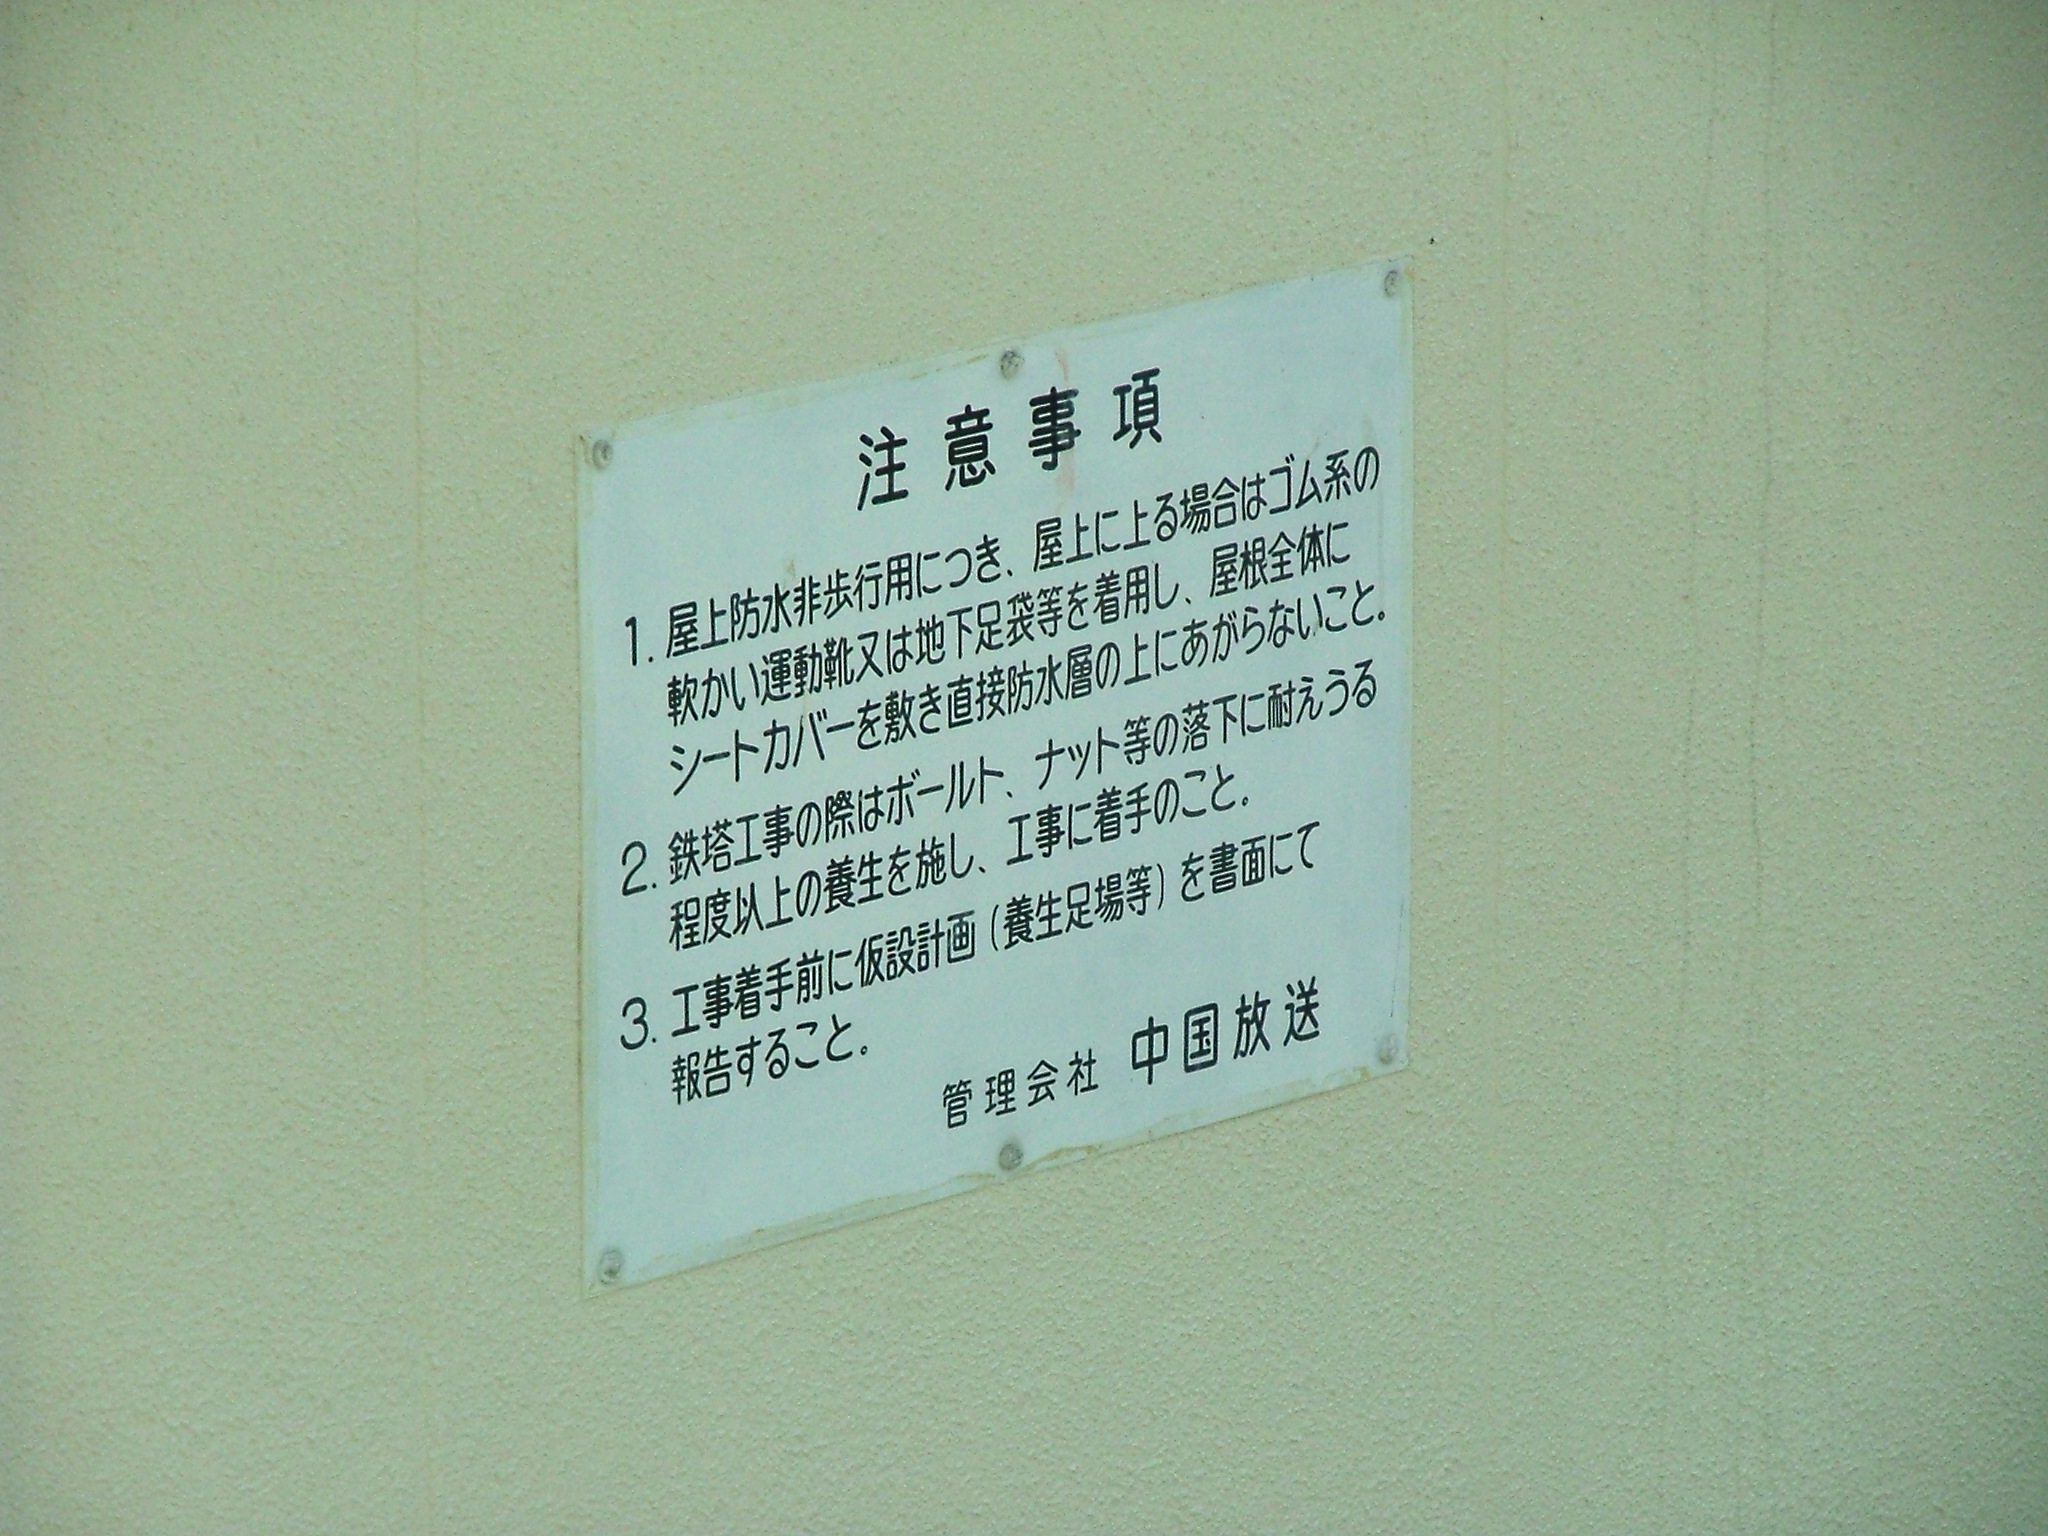 注意事項
1. 屋上防水非歩行用につき、屋上に上る場合はゴム系の
軟かい運動靴又は地下足袋等を着用し、屋根全体に
シートカバーを敷き直接防水層の上にあがらないこと。
2. 鉄塔工事の際はボールト、ナット等の落下に耐えうる
程度以上の養生を施し、工事に着手のこと。
3. 工事着手前に仮設計画(養生足場等)を書面にて
報告すること。
管理会社 中国放送